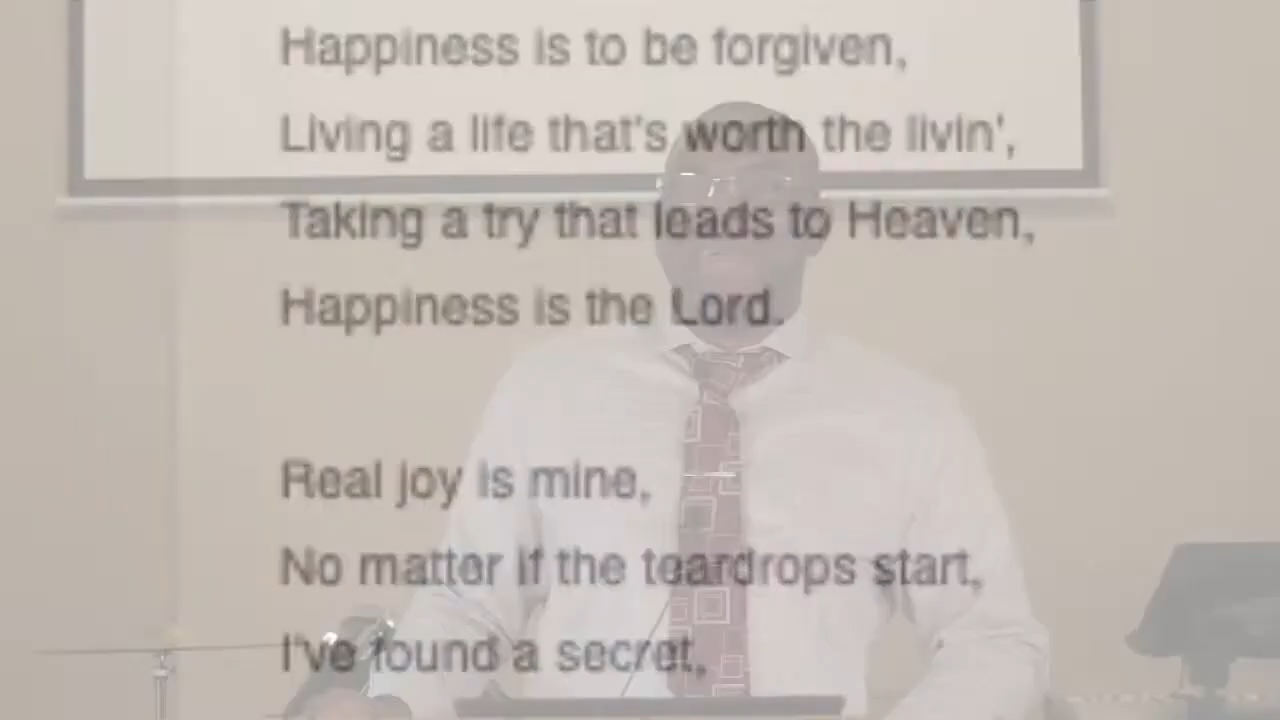 Happiness is to be forgiven,
Living a life that's worth the livin',
Taking a try that leads to Heaven,
Happiness is the Lord.
Real joy is mine,
No matter if the teardrops start,
I've found a secret,